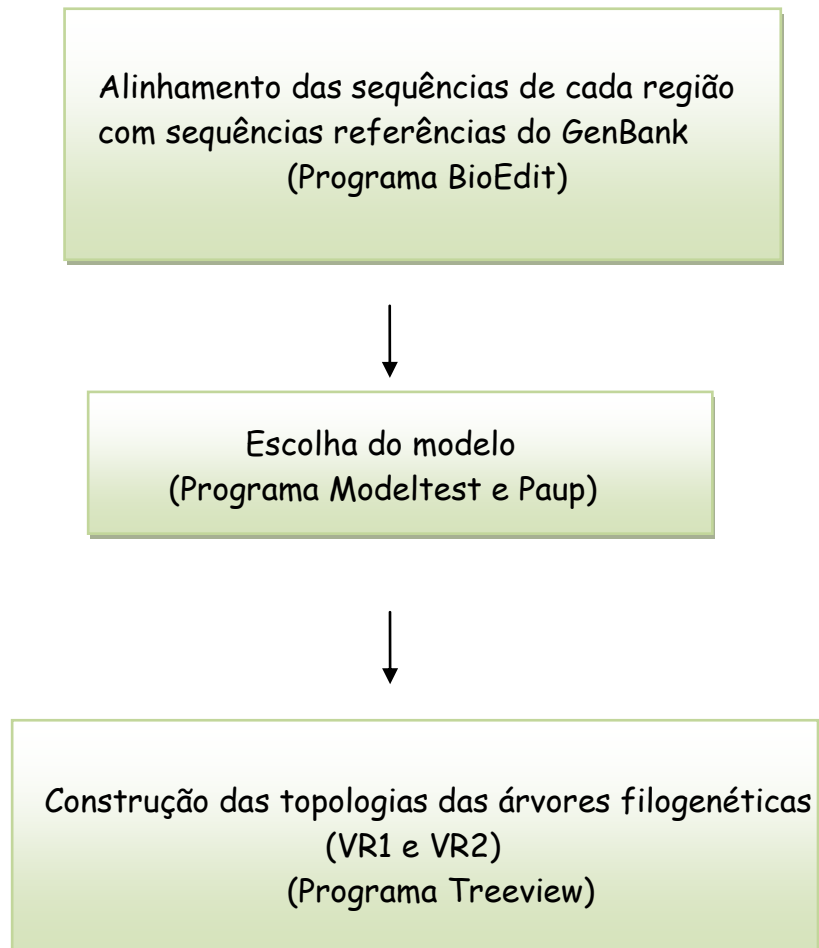 Alinhamento das sequências de cada região
com sequências referências do GenBank
(Programa BioEdit)
Escolha do modelo
(Programa Modeltest e Paup)
Construção das topologias das árvores filogenéticas
(VR1 e VR2)
(Programa Treeview)